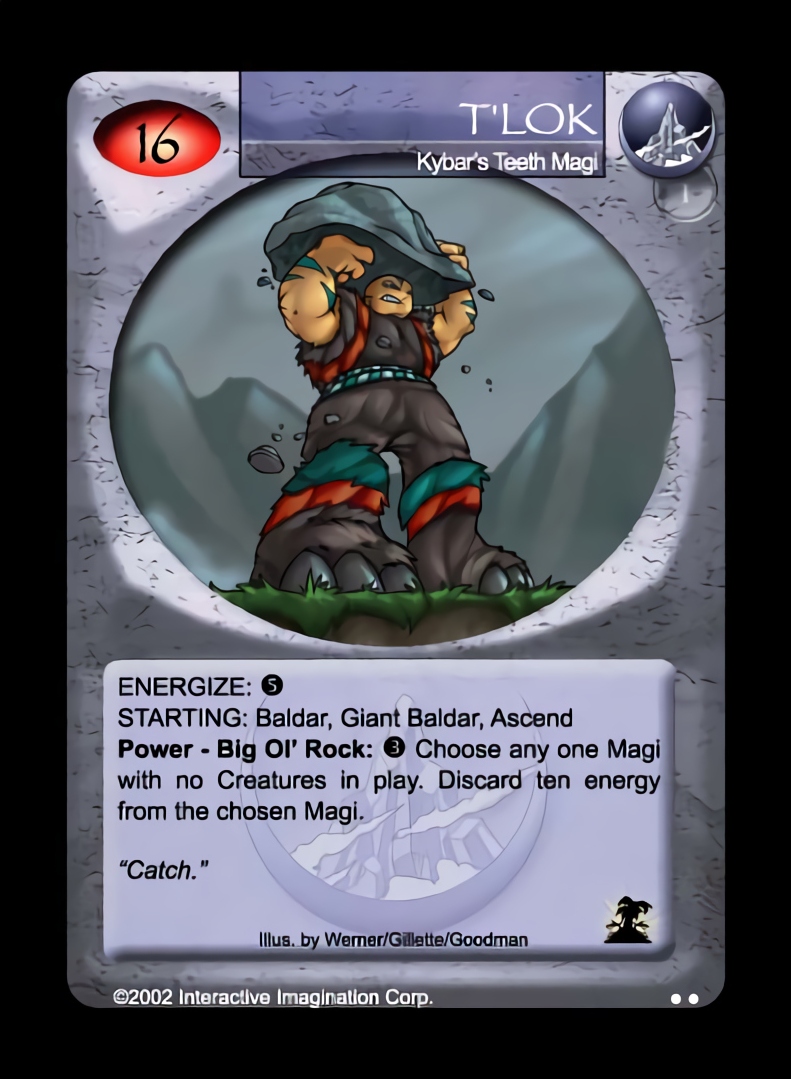 16
T'LOK
Kybar's Teeth Magi
1
ENERGIZE: 5
STARTING: Baldar, Giant Baldar, Ascend
Power - Big Ol' Rock: 3 Choose any one Magi
with no Creatures in play. Discard ten energy
from the chosen Magi.
“Catch.”
Illus. by Werner/Gillette/Goodman
©2002 Interactive Imagination Corp.